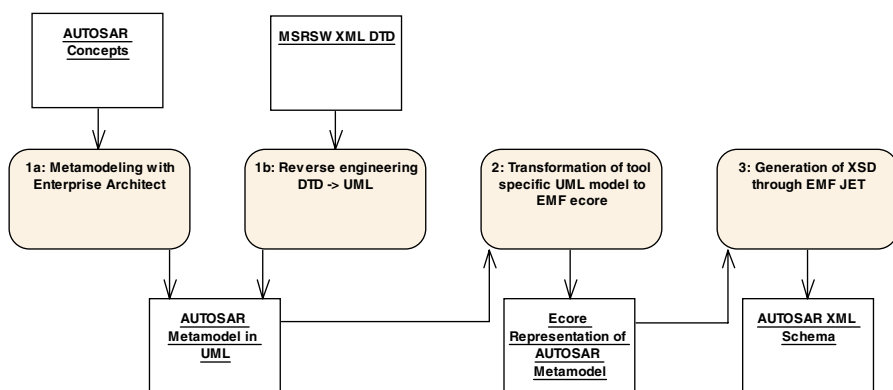 AUTOSAR
Concepts
MSRSW XML DTD
1a: Metamodeling with
Enterprise Architect
1b: Reverse engineering
DTD -> UML
2: Transformation of tool
specific UML model to
EMF ecore
3: Generation of XSD
through EMF JET
AUTOSAR
Metamodel in
UML
Ecore
Representation of
AUTOSAR
Metamodel
AUTOSAR XML
Schema